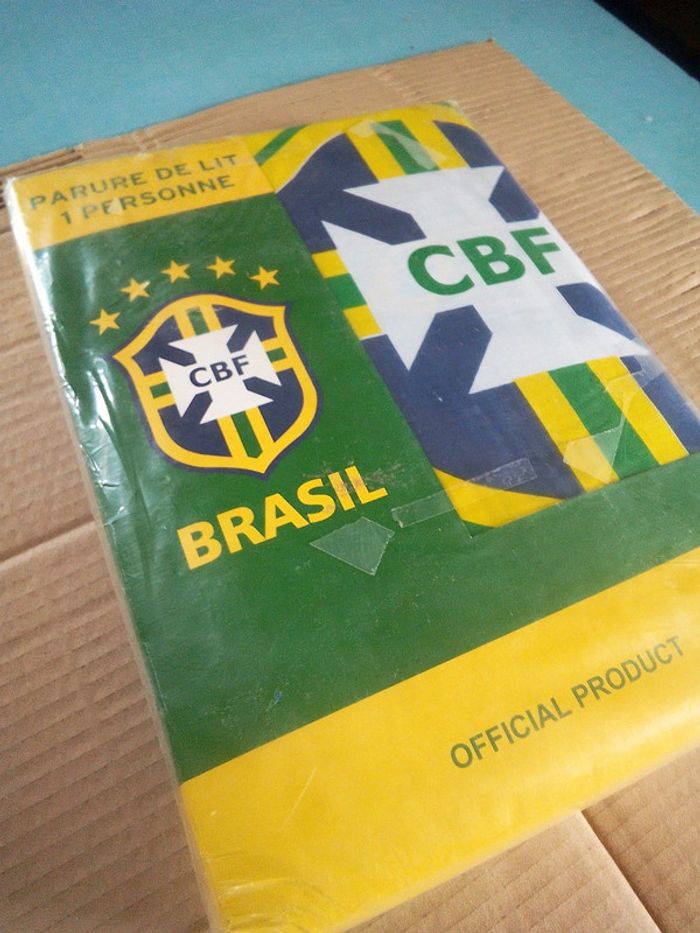 PARURE DE LIT
1 PERSONNE
CBF
CBF
BRASIL
OFFICIAL PRODUCT